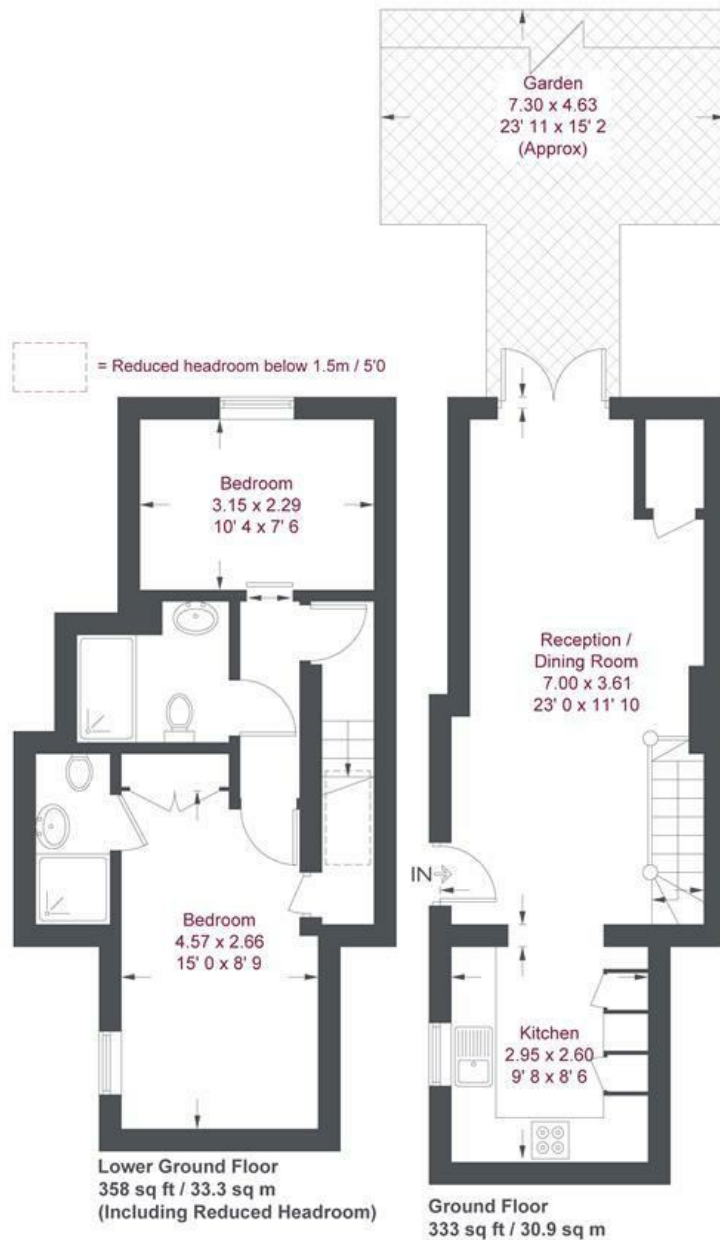 Garden
7.30 x 4.63
23' 11 x 15' 2
(Approx)
= Reduced headroom below 1.5m / 5'0
Bedroom
3.15 x 2.29
10' 4 x 7' 6
Reception /
Dining Room
7.00 x 3.61
23' 0 x 11' 10
IN
Bedroom
4.57 x 2.66
15' 0 x 8' 9
Kitchen
2.95 x 2.60
9' 8 x 8' 6
Lower Ground Floor
358 sq ft / 33.3 sq m
(Including Reduced Headroom)
Ground Floor
333 sq ft / 30.9 sq m